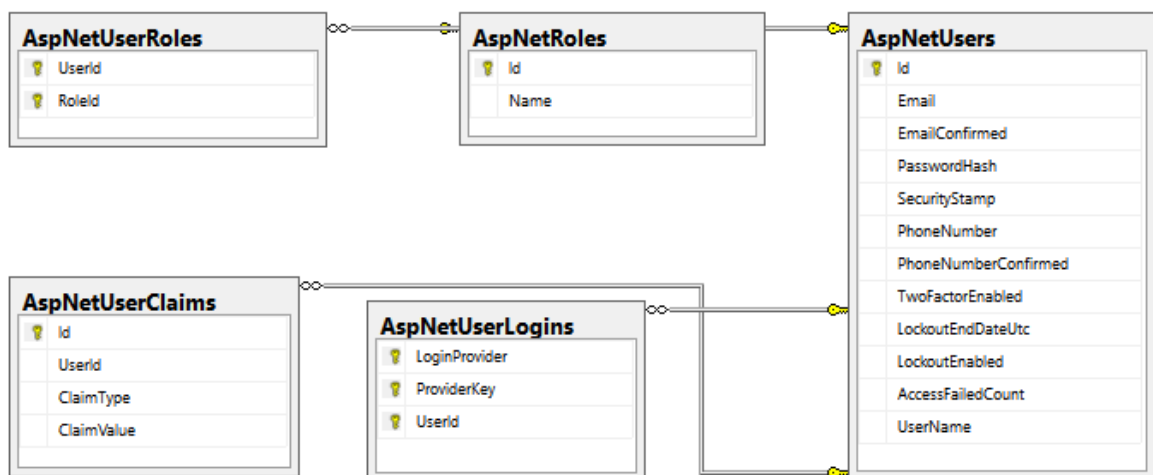 AspNetUserRoles
UserId
RoleId
AspNetRoles
Id
Name
AspNetUsers
Id
Email
EmailConfirmed
PasswordHash
SecurityStamp
PhoneNumber
PhoneNumberConfirmed
TwoFactorEnabled
LockoutEndDateUtc
LockoutEnabled
AccessFailedCount
UserName
AspNetUserClaims
Id
UserId
ClaimType
ClaimValue
AspNetUserLogins
LoginProvider
ProviderKey
UserId